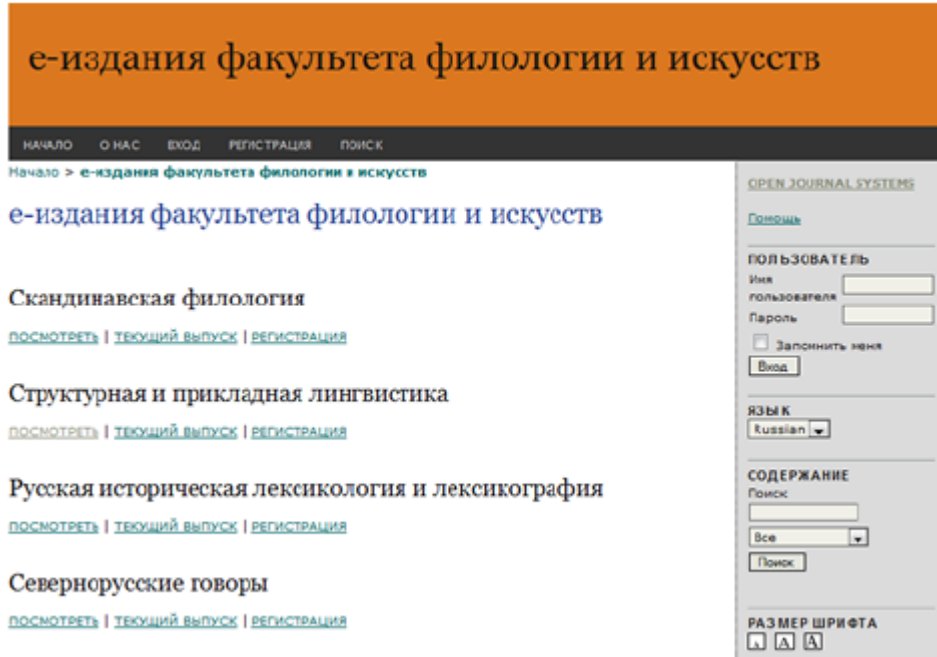 е-издания факультета филологии и искусств
НАЧАЛО О НАС ВХОД РЕГИСТРАЦИЯ ПОИСК
Начало > е-издания факультета филологии и искусств
е-издания факультета филологии и искусств
Скандинавская филология
ПОСМОТРЕТЬ | ТЕКУЩИЙ ВЫПУСК | РЕГИСТРАЦИЯ
Структурная и прикладная лингвистика
ПОСМОТРЕТЬ | ТЕКУЩИЙ ВЫПУСК | РЕГИСТРАЦИЯ
Русская историческая лексикология и лексикография
ПОСМОТРЕТЬ | ТЕКУЩИЙ ВЫПУСК | РЕГИСТРАЦИЯ
Севернорусские говоры
ПОСМОТРЕТЬ | ТЕКУЩИЙ ВЫПУСК | РЕГИСТРАЦИЯ
OPEN JOURNAL SYSTEMS
Помощь
ПОЛЬЗОВАТЕЛЬ
Имя
пользователя
Пароль
Запомнить меня
Вход
ЯЗЫК
Russian
СОДЕРЖАНИЕ
Поиск
Все
Поиск
РАЗМЕР ШРИФТА
A A A